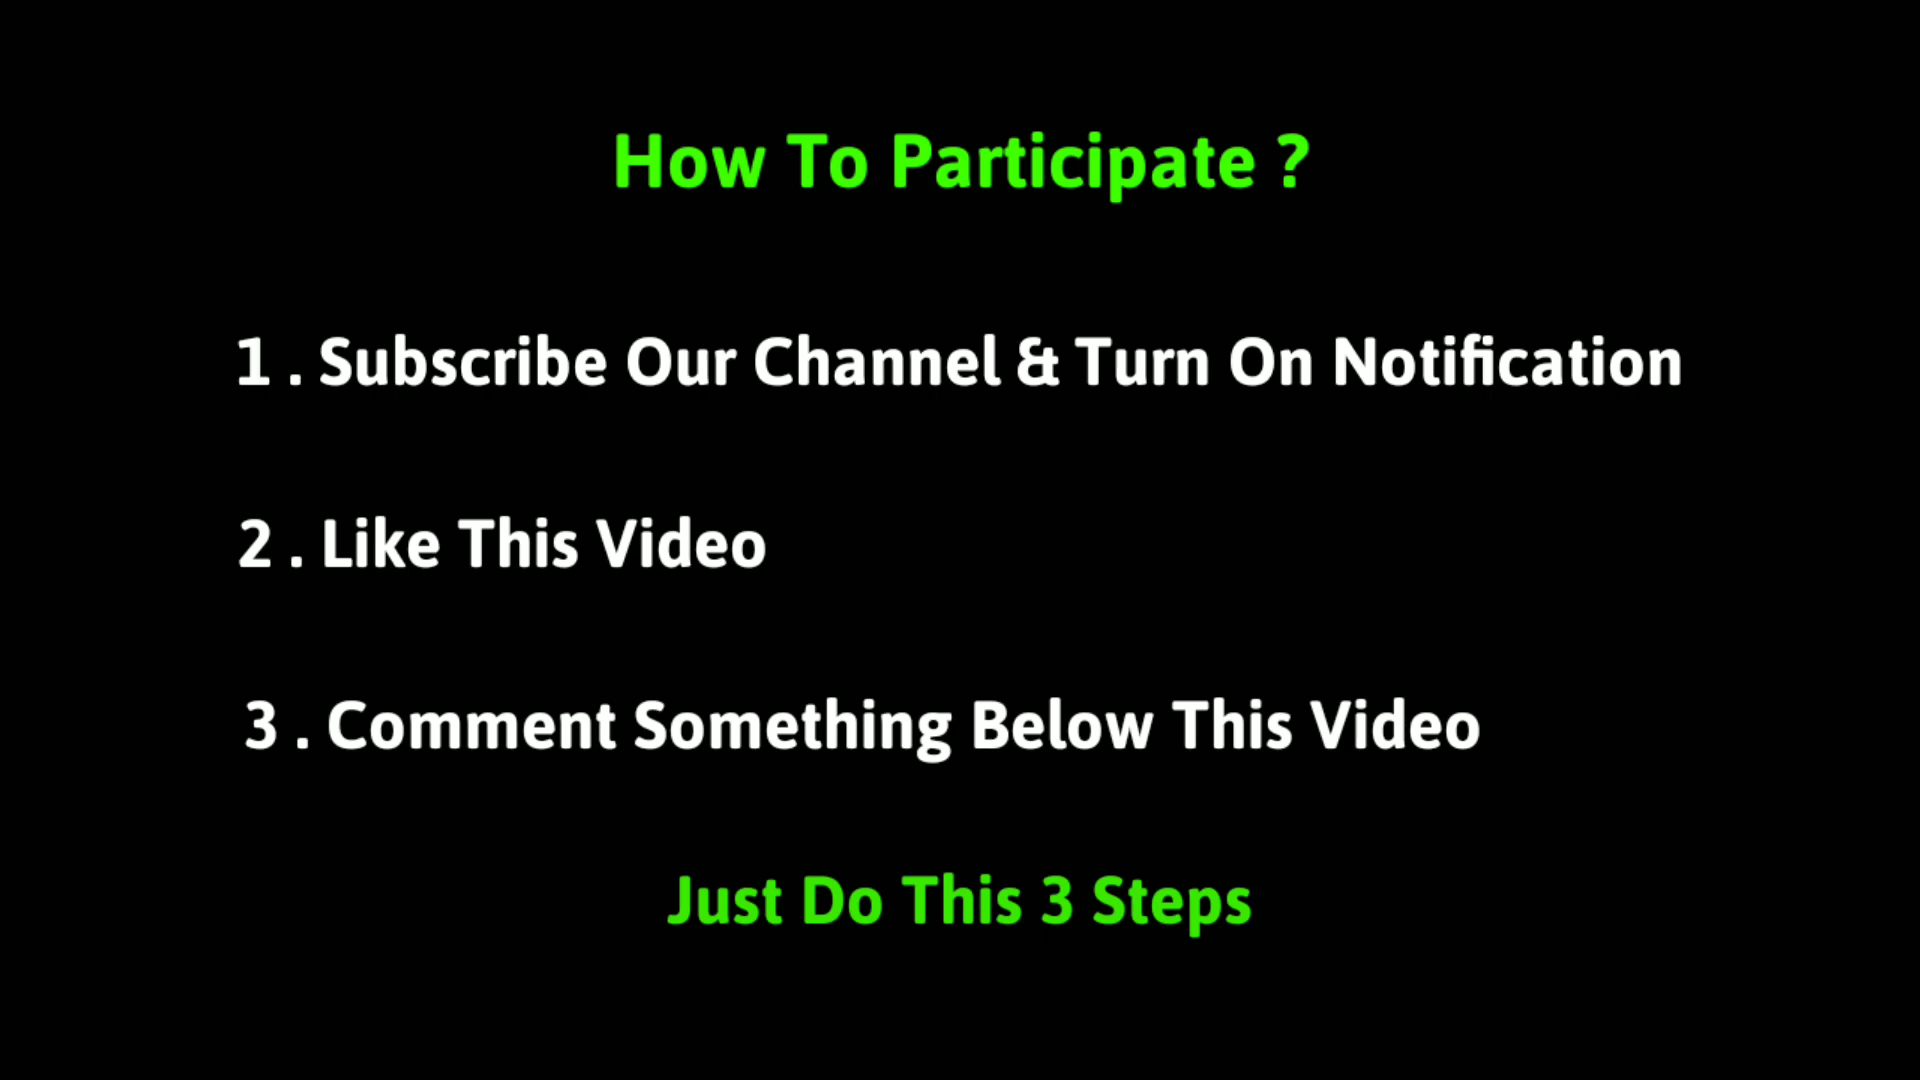 How To Participate ?
1 . Subscribe Our Channel & Turn On Notification
2 . Like This Video
3 . Comment Something Below This Video
Just Do This 3 Steps